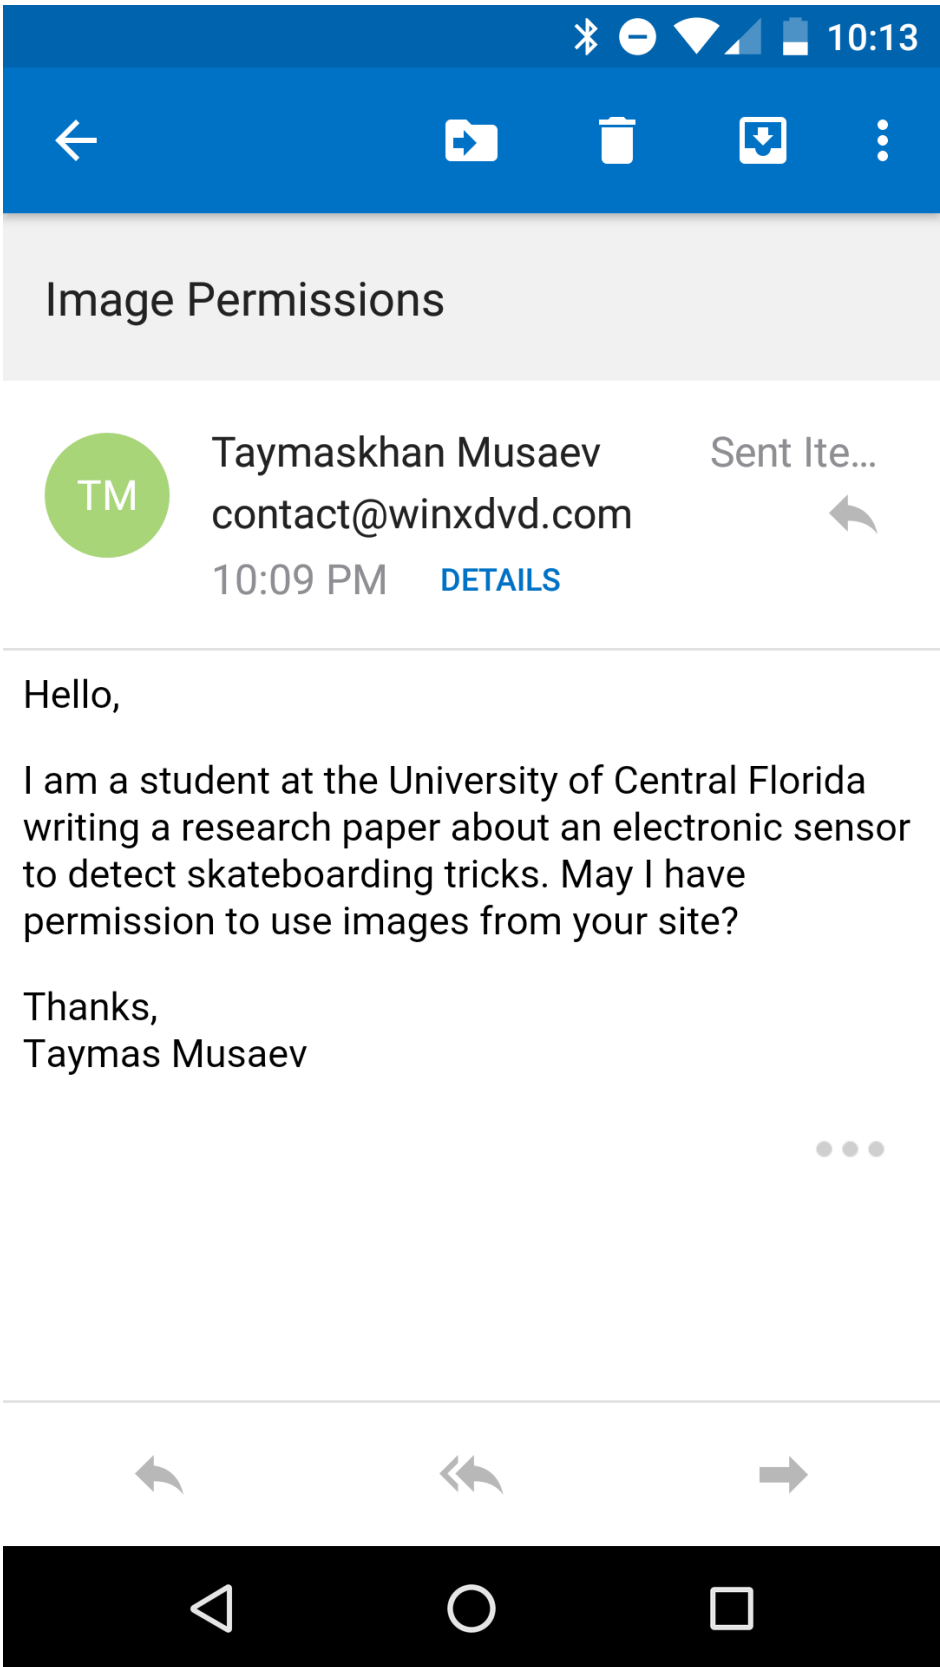 10:13
Image Permissions
TM
Taymaskhan Musaev
Sent Ite...
contact@winxdvd.com
10:09 PM
DETAILS
Hello,
I am a student at the University of Central Florida
writing a research paper about an electronic sensor
to detect skateboarding tricks. May I have
permission to use images from your site?
Thanks,
Taymas Musaev